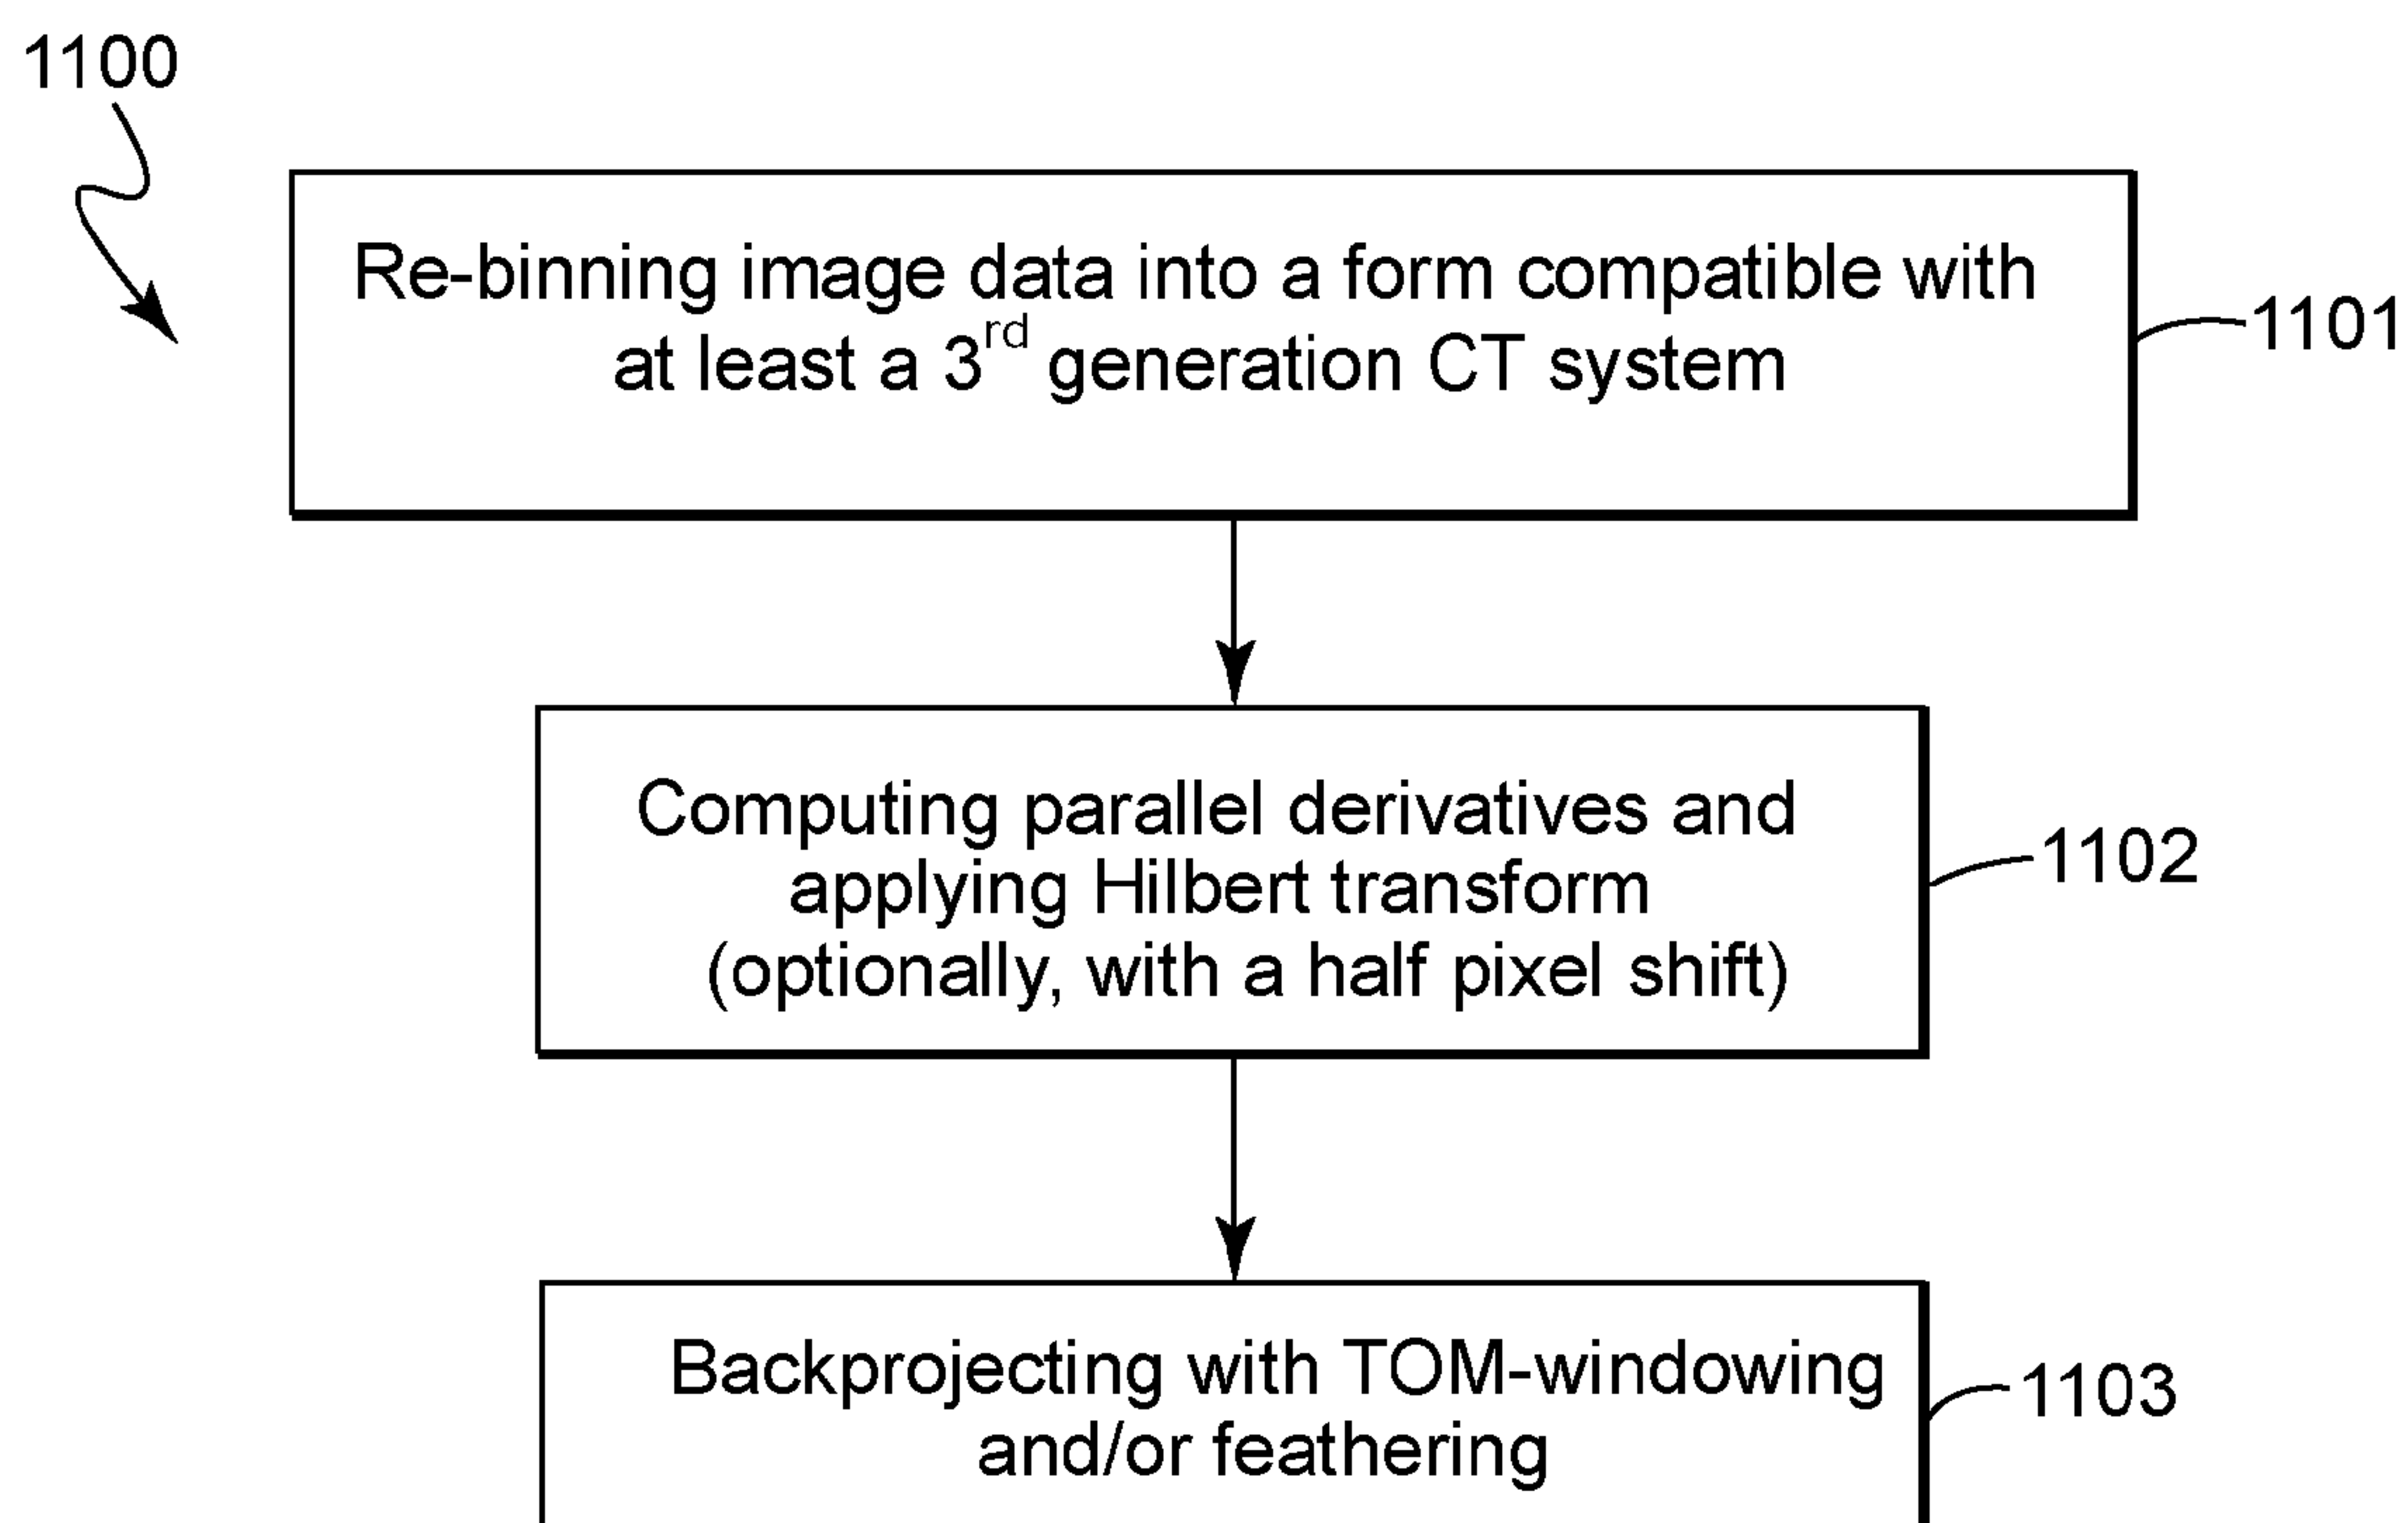 1100
Re-binning image data into a form compatible with
at least a 3rd generation CT system
1101
Computing parallel derivatives and
applying Hilbert transform
(optionally, with a half pixel shift)
1102
Backprojecting with TOM-windowing
and/or feathering
1103